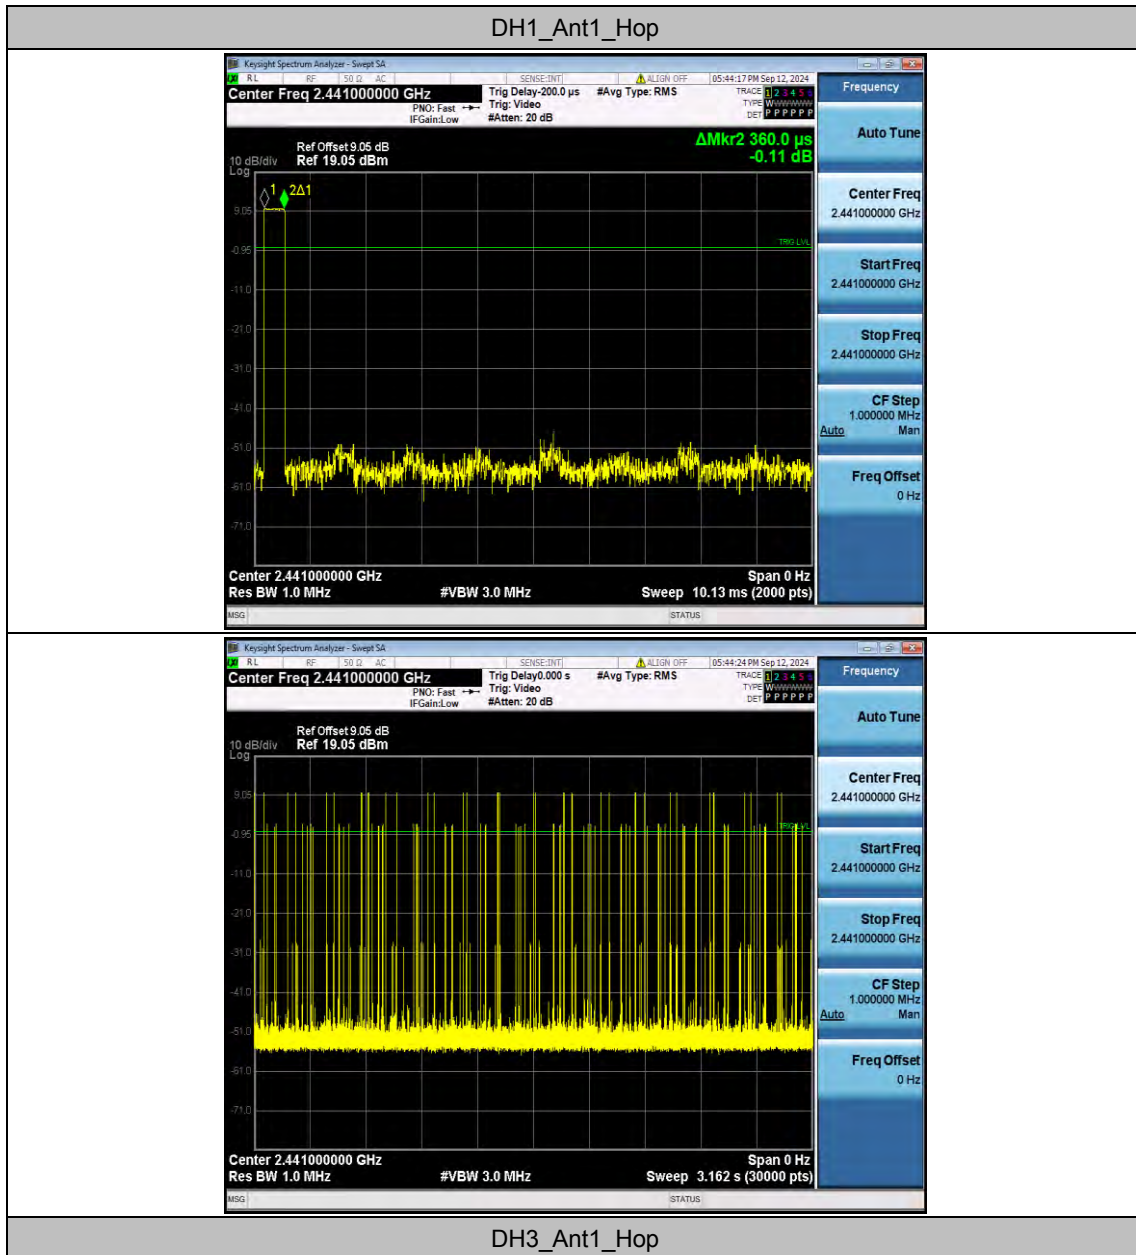 DH1_Ant1_Hop
Keysight Spectrum Analyzer - Swept SA
RL RF 50 Ω AC SENSE:INT ALIGN OFF 05:44:17 PM Sep 12, 2024
Center Freq 2.441000000 GHz
PNO: Fast
IFGain:Low
Trig Delay-200.0 µs
Trig: Video
#Atten: 20 dB
#Avg Type: RMS
TRACE 1 2 3 4 5 6
TYPE WWWWWW
DET P P P P P P
Ref Offset 9.05 dB
10 dB/div Ref 19.05 dBm
Log
ΔMkr2 360.0 µs
-0.11 dB
1 2Δ1
9.05
-0.95
TRIG LVL
-11.0
-21.0
-31.0
-41.0
-51.0
-61.0
-71.0
Center 2.441000000 GHz Span 0 Hz
Res BW 1.0 MHz #VBW 3.0 MHz Sweep 10.13 ms (2000 pts)
MSG STATUS
Frequency
Auto Tune
Center Freq
2.441000000 GHz
Start Freq
2.441000000 GHz
Stop Freq
2.441000000 GHz
CF Step
1.000000 MHz
Auto Man
Freq Offset
0 Hz
Keysight Spectrum Analyzer - Swept SA
RL RF 50 Ω AC SENSE:INT ALIGN OFF 05:44:24 PM Sep 12, 2024
Center Freq 2.441000000 GHz
PNO: Fast
IFGain:Low
Trig Delay0.000 s
Trig: Video
#Atten: 20 dB
#Avg Type: RMS
TRACE 1 2 3 4 5 6
TYPE WWWWWW
DET P P P P P P
Ref Offset 9.05 dB
10 dB/div Ref 19.05 dBm
Log
9.05
-0.95
TRIG LVL
-11.0
-21.0
-31.0
-41.0
-51.0
-61.0
-71.0
Center 2.441000000 GHz Span 0 Hz
Res BW 1.0 MHz #VBW 3.0 MHz Sweep 3.162 s (30000 pts)
MSG STATUS
Frequency
Auto Tune
Center Freq
2.441000000 GHz
Start Freq
2.441000000 GHz
Stop Freq
2.441000000 GHz
CF Step
1.000000 MHz
Auto Man
Freq Offset
0 Hz
DH3_Ant1_Hop